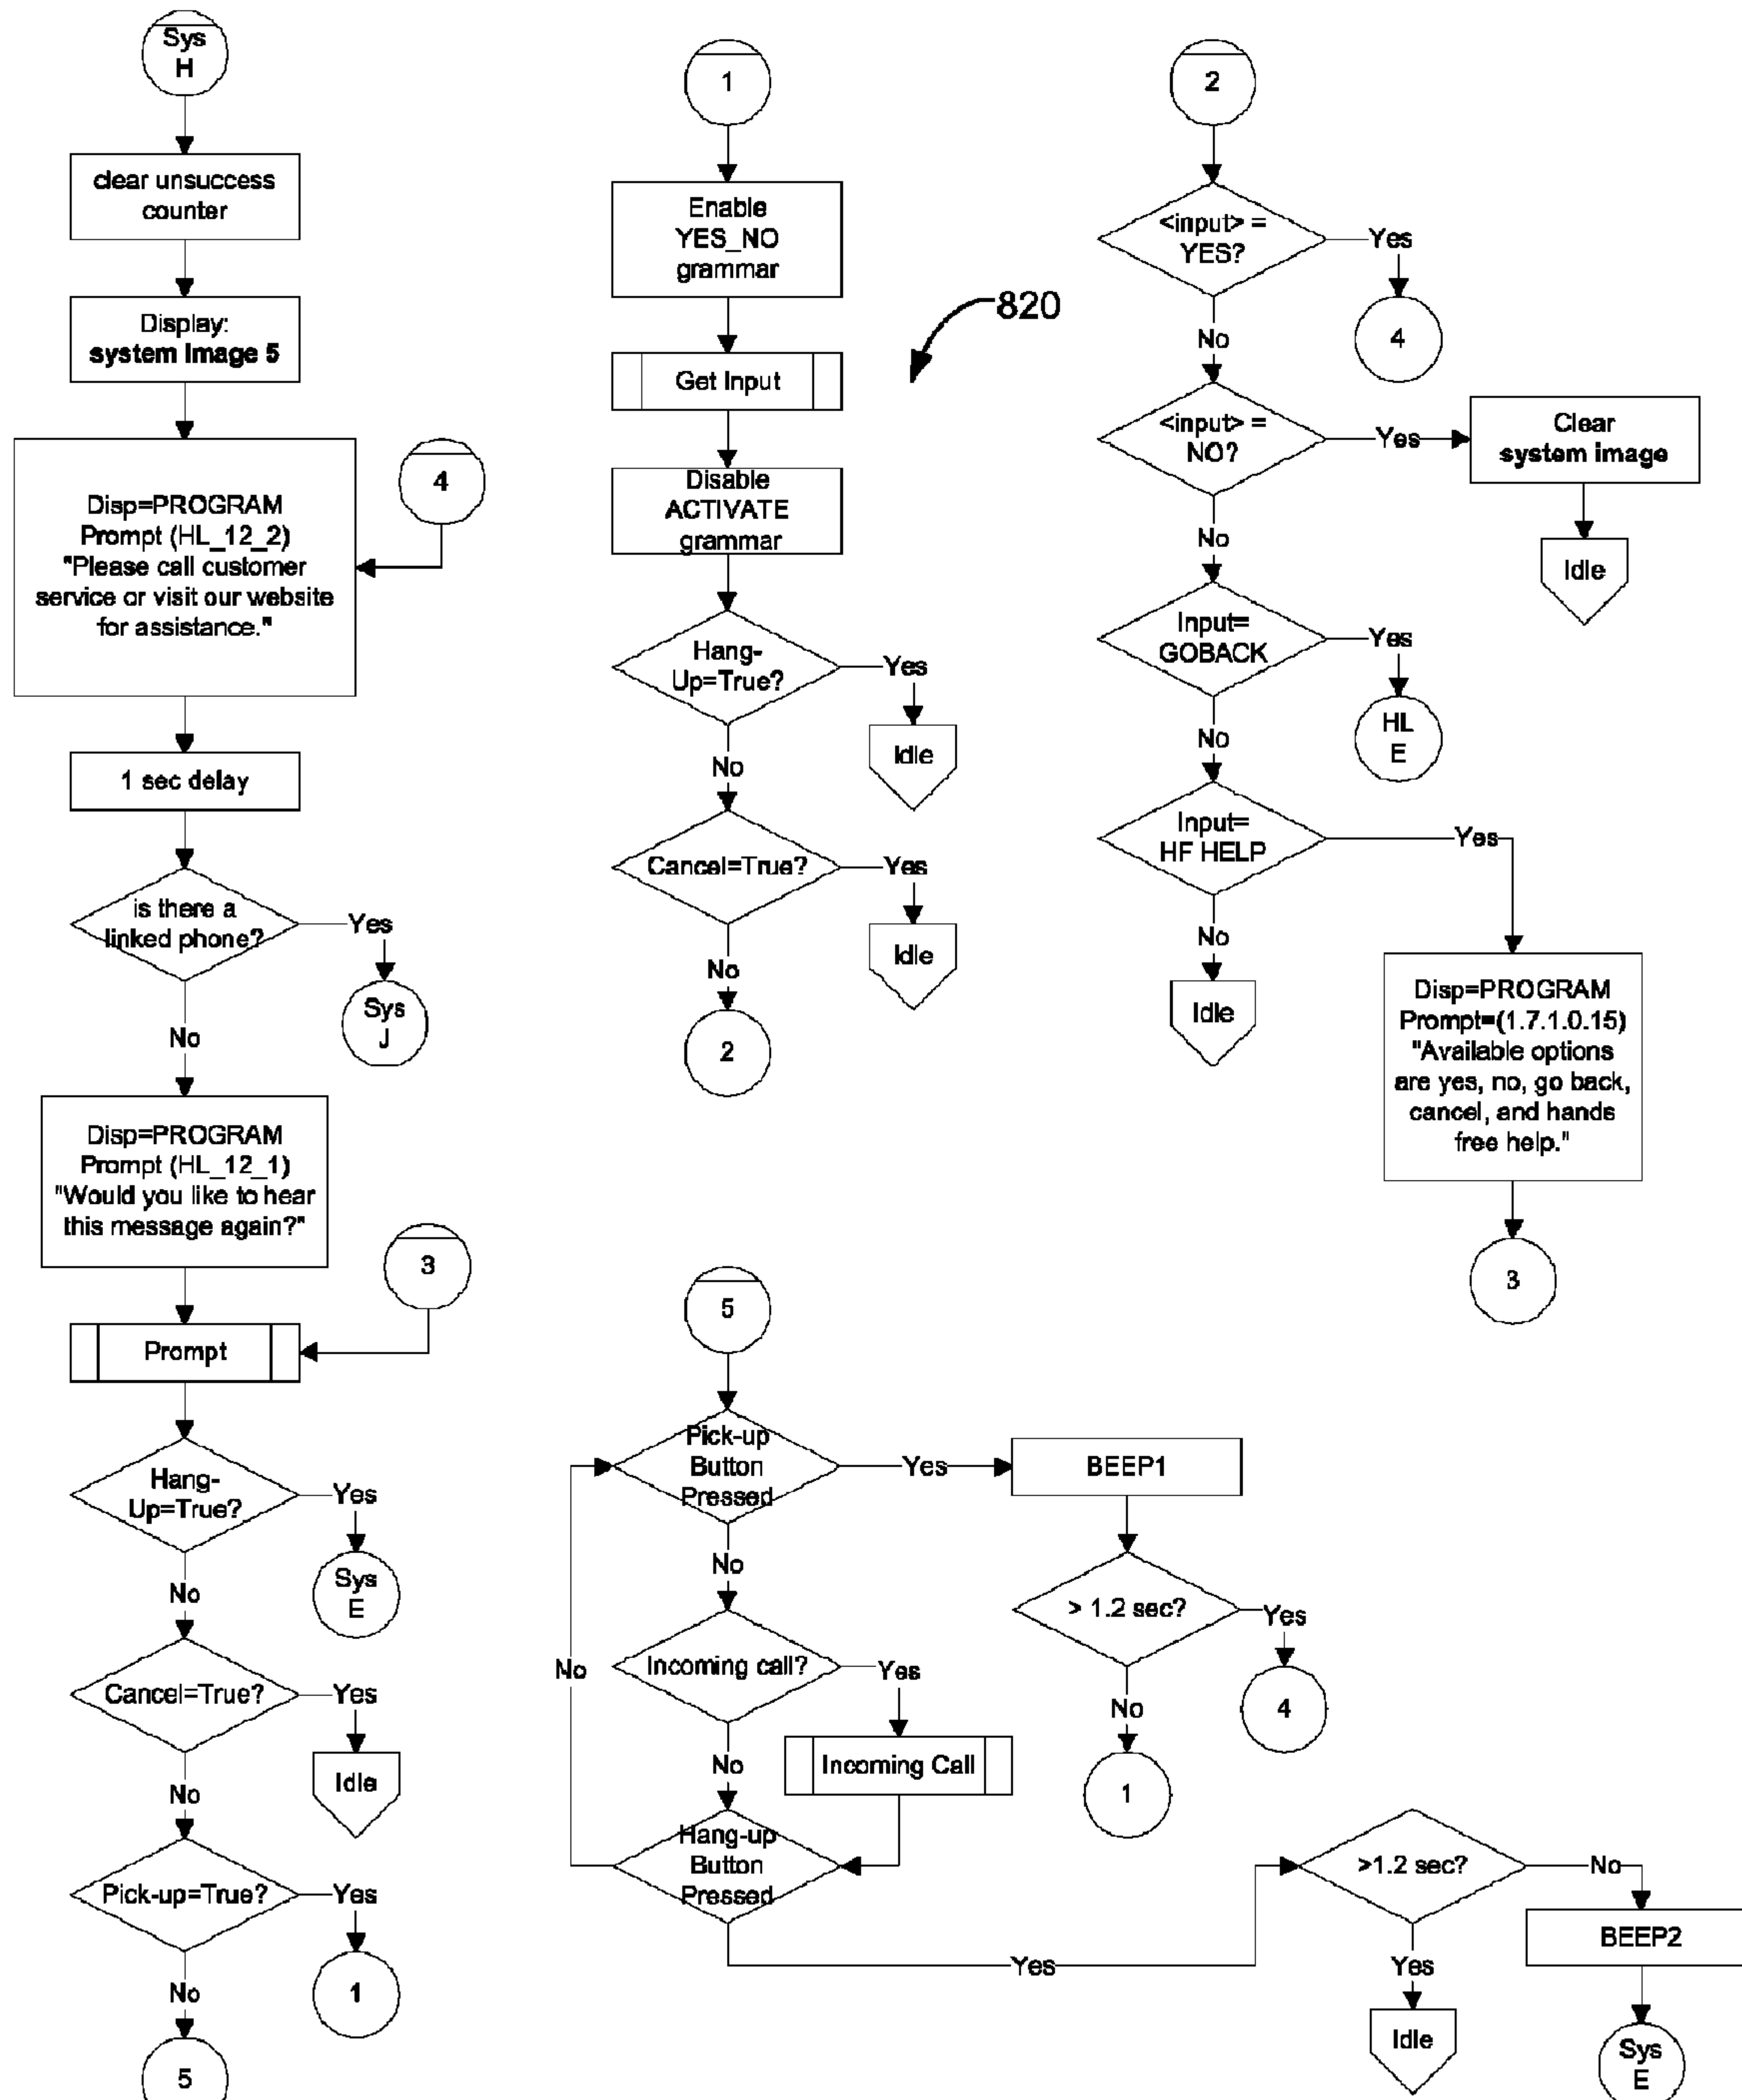 Sys
H
clear unsuccess
counter
Display:
system image 5
Disp=PROGRAM
Prompt (HL_12_2)
"Please call customer
service or visit our website
for assistance."
4
1 sec delay
is there a
linked phone?
Yes
Sys
J
No
Disp=PROGRAM
Prompt (HL_12_1)
"Would you like to hear
this message again?"
3
Prompt
Hang-
Up=True?
Yes
Sys
E
No
Cancel=True?
Yes
Idle
No
Pick-up=True?
Yes
1
No
5
1
Enable
YES_NO
grammar
820
Get Input
Disable
ACTIVATE
grammar
Hang-
Up=True?
Yes
Idle
No
Cancel=True?
Yes
Idle
No
2
2
<input> =
YES?
Yes
4
No
<input> =
NO?
Yes
Clear
system image
Idle
No
Input=
GOBACK
Yes
HL
E
No
Input=
HF HELP
Yes
No
Idle
Disp=PROGRAM
Prompt=(1.7.1.0.15)
"Available options
are yes, no, go back,
cancel, and hands
free help."
3
5
Pick-up
Button
Pressed
Yes
BEEP1
No
> 1.2 sec?
Yes
4
No
1
Incoming call?
Yes
Incoming Call
No
No
Hang-up
Button
Pressed
Yes
>1.2 sec?
No
BEEP2
Yes
Idle
Sys
E